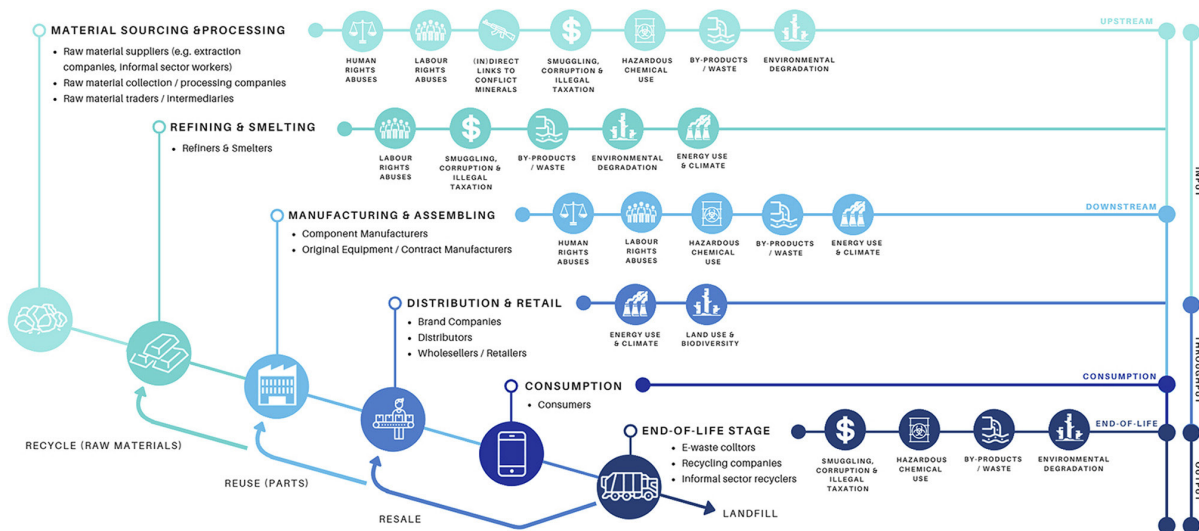 MATERIAL SOURCING &PROCESSING
• Raw material suppliers (e.g. extraction
companies, informal sector workers)
• Raw material collection / processing companies
• Raw material traders / intermediaries
HUMAN
RIGHTS
ABUSES
LABOUR
RIGHTS
ABUSES
(IN)DIRECT
LINKS TO
CONFLICT
MINERALS
SMUGGLING,
CORRUPTION &
ILLEGAL
TAXATION
HAZARDOUS
CHEMICAL
USE
BY-PRODUCTS
/ WASTE
ENVIRONMENTAL
DEGRADATION
UPSTREAM
REFINING & SMELTING
• Refiners & Smelters
LABOUR
RIGHTS
ABUSES
SMUGGLING,
CORRUPTION &
ILLEGAL
TAXATION
BY-PRODUCTS
/ WASTE
ENVIRONMENTAL
DEGRADATION
ENERGY USE
& CLIMATE
INPUT
MANUFACTURING & ASSEMBLING
• Component Manufacturers
• Original Equipment / Contract Manufacturers
HUMAN
RIGHTS
ABUSES
LABOUR
RIGHTS
ABUSES
HAZARDOUS
CHEMICAL
USE
BY-PRODUCTS
/ WASTE
ENERGY USE
& CLIMATE
DOWNSTREAM
DISTRIBUTION & RETAIL
• Brand Companies
• Distributors
• Wholesellers / Retailers
ENERGY USE
& CLIMATE
LAND USE &
BIODIVERSITY
THROUGHPUT
CONSUMPTION
• Consumers
CONSUMPTION
END-OF-LIFE STAGE
• E-waste colltors
• Recycling companies
• Informal sector recyclers
SMUGGLING,
CORRUPTION &
ILLEGAL
TAXATION
HAZARDOUS
CHEMICAL
USE
BY-PRODUCTS
/ WASTE
ENVIRONMENTAL
DEGRADATION
END-OF-LIFE
OUTPUT
RECYCLE (RAW MATERIALS)
REUSE (PARTS)
RESALE
LANDFILL